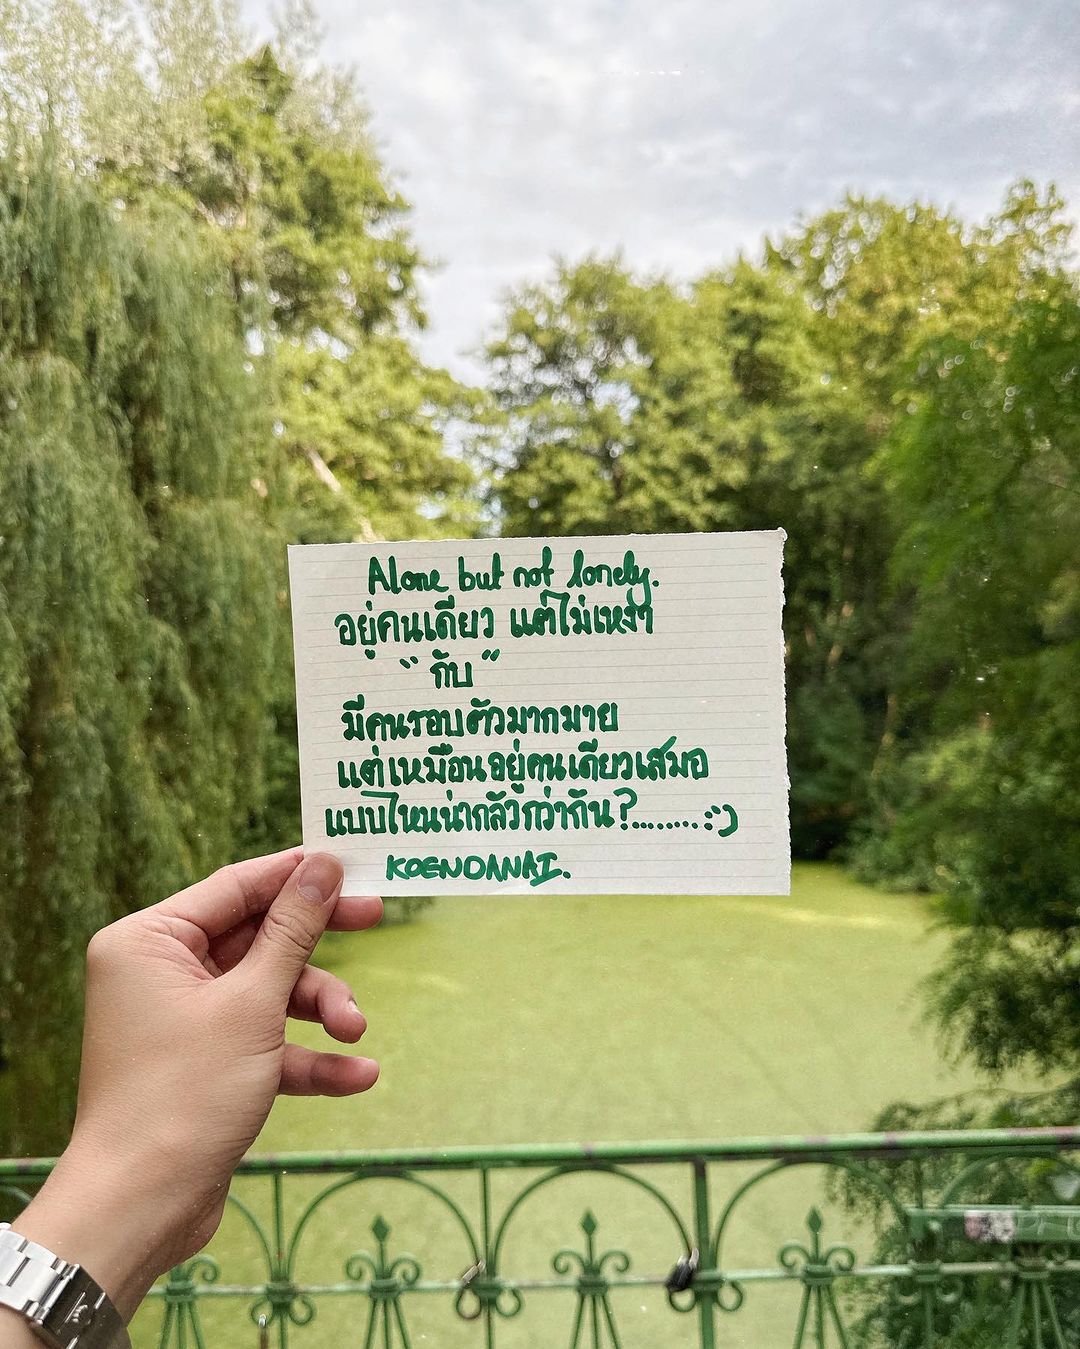 Alone but not lonely.
อยู่คนเดียว แต่ไม่เหงา
"กับ"
มีคนรอบตัวมากมาย
แต่เหมือนอยู่คนเดียวเสมอ
แบบไหนน่ากลัวกว่ากัน?........:)
KOENDANAI.